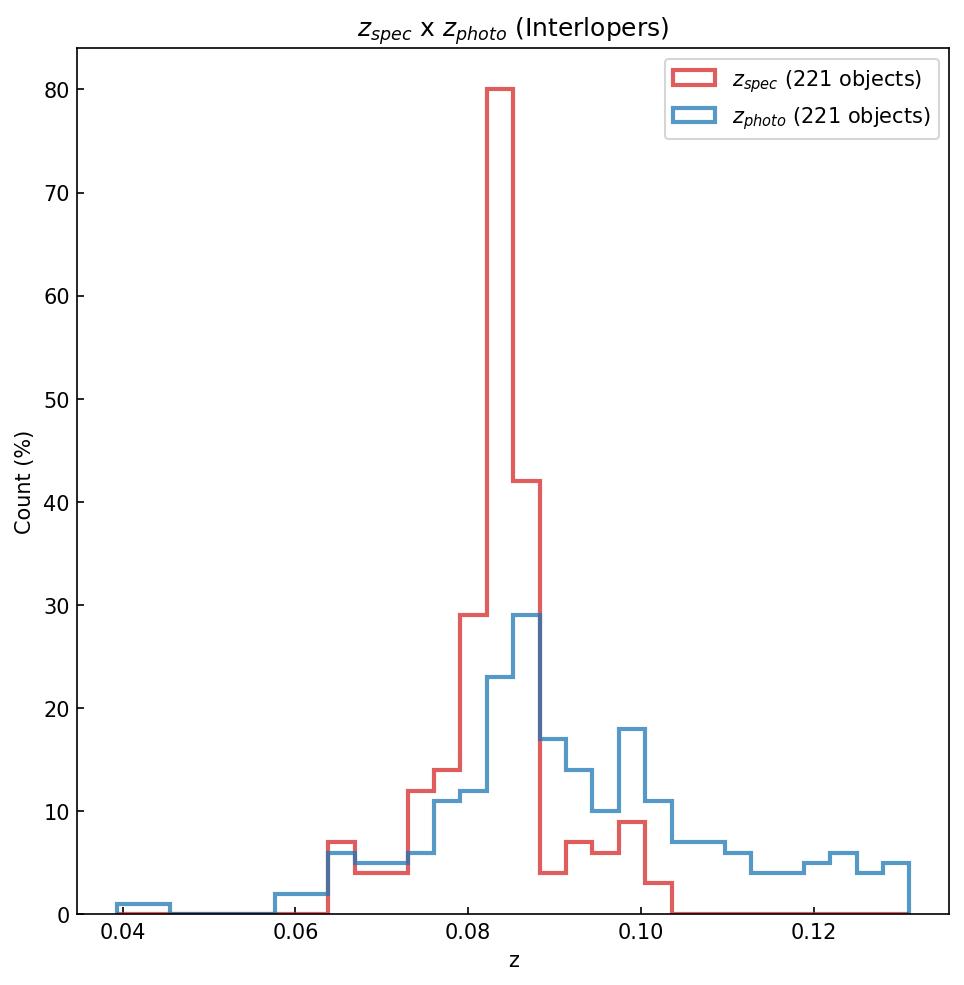 z_spec x z_photo (Interlopers)
z_spec (221 objects)
z_photo (221 objects)
80
70
60
50
40
30
20
10
0
Count (%)
0.04 0.06 0.08 0.10 0.12
z